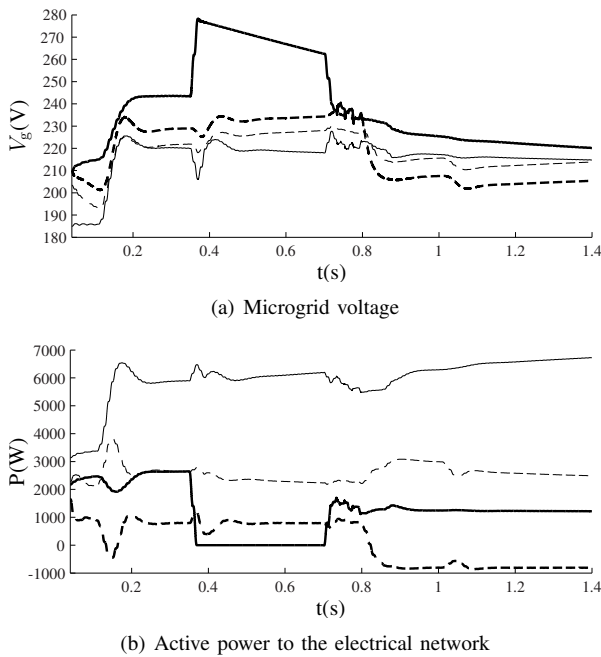 280
270
260
250
240
230
220
210
200
190
180
Vg(V)
0.2 0.4 0.6 0.8 1 1.2 1.4
t(s)
(a) Microgrid voltage
7000
6000
5000
4000
3000
2000
1000
0
-1000
P(W)
0.2 0.4 0.6 0.8 1 1.2 1.4
t(s)
(b) Active power to the electrical network